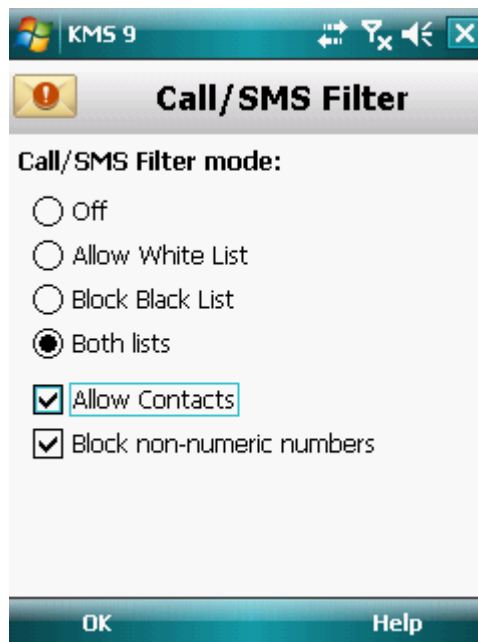 KMS 9
Call/SMS Filter
Call/SMS Filter mode:
Off
Allow White List
Block Black List
Both lists
Allow Contacts
Block non-numeric numbers
OK Help